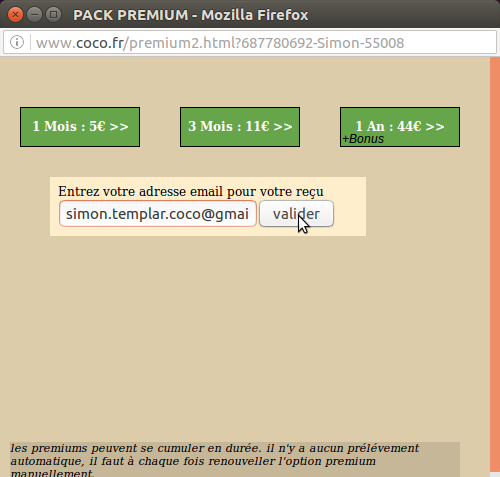 PACK PREMIUM - Mozilla Firefox
www.coco.fr/premium2.html?687780692-Simon-55008
1 Mois : 5€ >> 3 Mois : 11€ >> 1 An : 44€ >>
+Bonus
Entrez votre adresse email pour votre reçu
simon.templar.coco@gmai valider
les premiums peuvent se cumuler en durée. il n'y a aucun prélévement
automatique, il faut à chaque fois renouveller l'option premium
manuellement.